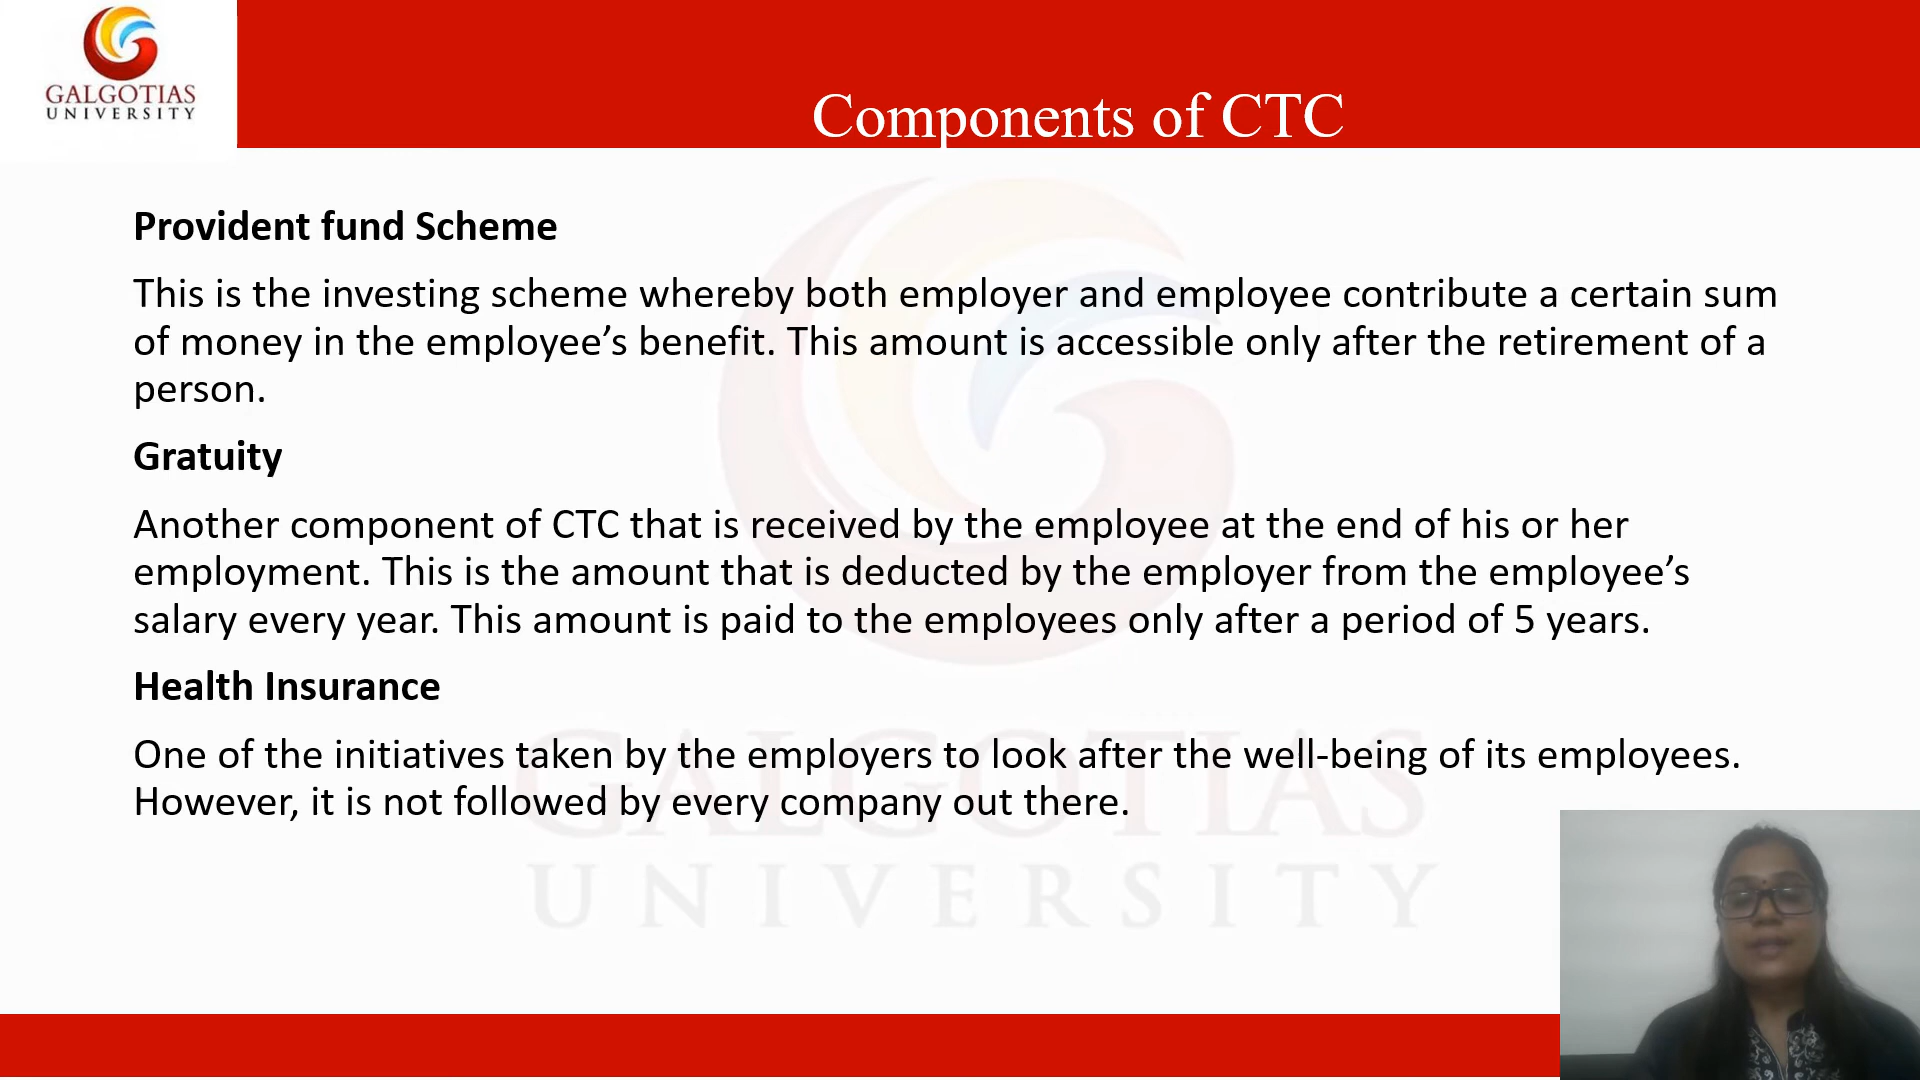 GALGOTIAS
UNIVERSITY
Components of CTC
Provident fund Scheme
This is the investing scheme whereby both employer and employee contribute a certain sum
of money in the employee’s benefit. This amount is accessible only after the retirement of a
person.
Gratuity
Another component of CTC that is received by the employee at the end of his or her
employment. This is the amount that is deducted by the employer from the employee’s
salary every year. This amount is paid to the employees only after a period of 5 years.
Health Insurance
One of the initiatives taken by the employers to look after the well-being of its employees.
However, it is not followed by every company out there.
GALGOTIAS
UNIVERSITY